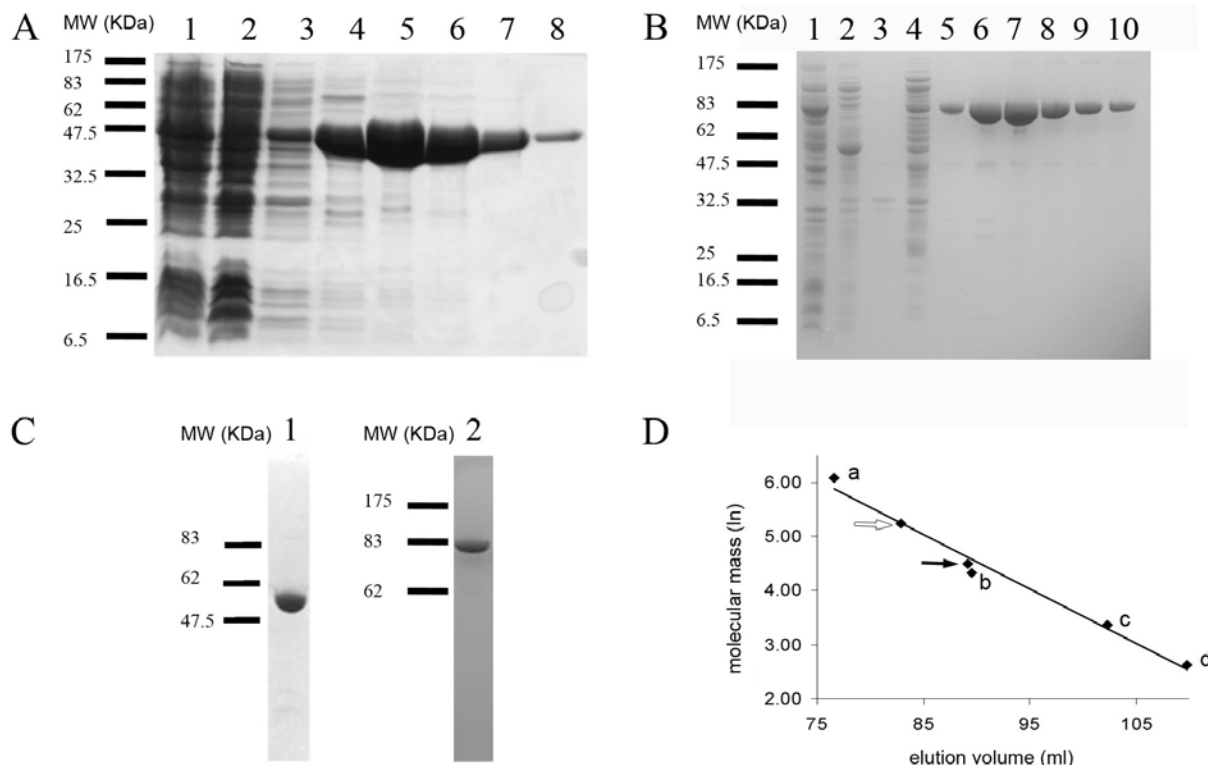 A
MW (KDa) 1 2 3 4 5 6 7 8
175
83
62
47.5
32.5
25
16.5
6.5
B
MW (KDa) 1 2 3 4 5 6 7 8 9 10
175
83
62
47.5
32.5
25
16.5
6.5
C
MW (KDa) 1
83
62
47.5
MW (KDa) 2
175
83
62
D
6.00
5.00
4.00
3.00
2.00
molecular mass (ln)
a
b
c
d
75 85 95 105
elution volume (ml)